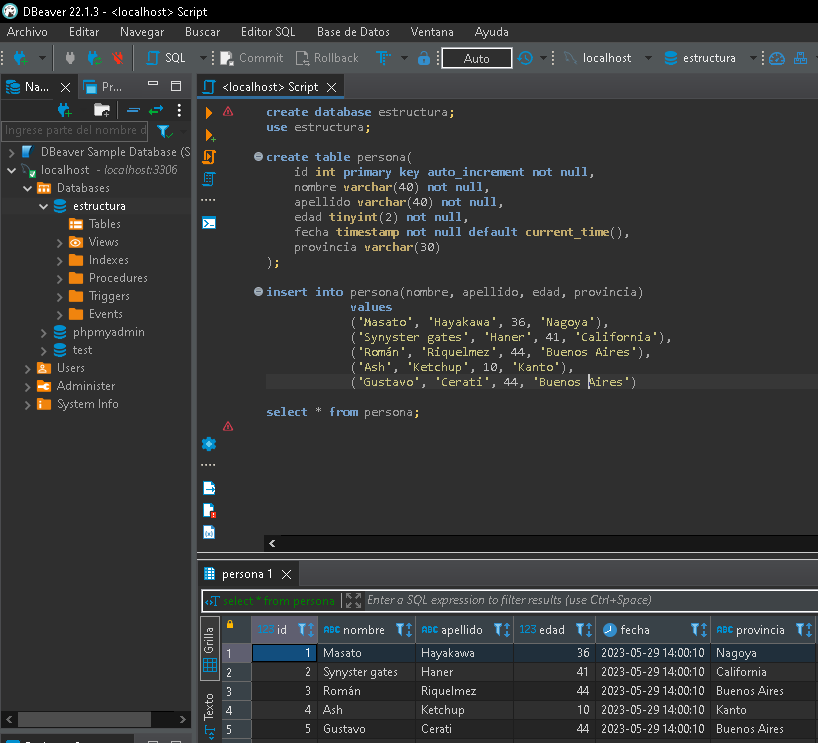 DBeaver 22.1.3 - <localhost> Script
Archivo Editar Navegar Buscar Editor SQL Base de Datos Ventana Ayuda
SQL Commit Rollback T Auto localhost estructura
Na... Pr...
<localhost> Script
Ingrese parte del nombre d
DBeaver Sample Database (S
localhost - localhost:3306
Databases
estructura
Tables
Views
Indexes
Procedures
Triggers
Events
phpmyadmin
test
Users
Administer
System Info
create database estructura;
use estructura;
create table persona(
id int primary key auto_increment not null,
nombre varchar(40) not null,
apellido varchar(40) not null,
edad tinyint(2) not null,
fecha timestamp not null default current_time(),
provincia varchar(30)
);
insert into persona(nombre, apellido, edad, provincia)
values
('Masato', 'Hayakawa', 36, 'Nagoya'),
('Synyster gates', 'Haner', 41, 'California'),
('Román', 'Riquelmez', 44, 'Buenos Aires'),
('Ash', 'Ketchup', 10, 'Kanto'),
('Gustavo', 'Cerati', 44, 'Buenos Aires')
select * from persona;
persona 1
select * from persona Enter a SQL expression to filter results (use Ctrl+Space)
Grilla
Texto
123 id ABC nombre ABC apellido 123 edad fecha ABC provincia
1 1 Masato Hayakawa 36 2023-05-29 14:00:10 Nagoya
2 2 Synyster gates Haner 41 2023-05-29 14:00:10 California
3 3 Román Riquelmez 44 2023-05-29 14:00:10 Buenos Aires
4 4 Ash Ketchup 10 2023-05-29 14:00:10 Kanto
5 5 Gustavo Cerati 44 2023-05-29 14:00:10 Buenos Aires